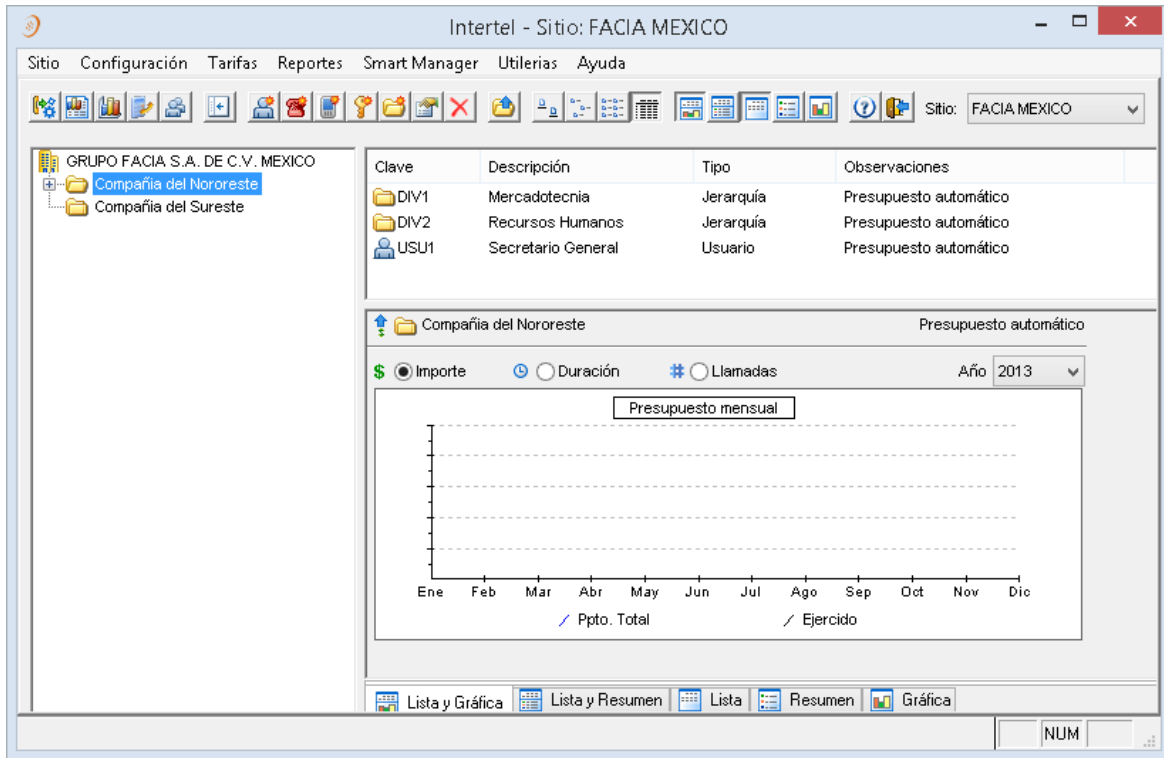 Intertel - Sitio: FACIA MEXICO
Sitio Configuración Tarifas Reportes Smart Manager Utilerias Ayuda
Sitio: FACIA MEXICO
GRUPO FACIA S.A. DE C.V. MEXICO
Compañia del Nororeste
Compañia del Sureste
Clave Descripción Tipo Observaciones
DIV1 Mercadotecnia Jerarquía Presupuesto automático
DIV2 Recursos Humanos Jerarquía Presupuesto automático
USU1 Secretario General Usuario Presupuesto automático
Compañia del Nororeste Presupuesto automático
$ Importe Duración # Llamadas Año 2013
Presupuesto mensual
Ene Feb Mar Abr May Jun Jul Ago Sep Oct Nov Dic
Ppto. Total Ejercido
Lista y Gráfica Lista y Resumen Lista Resumen Gráfica
NUM